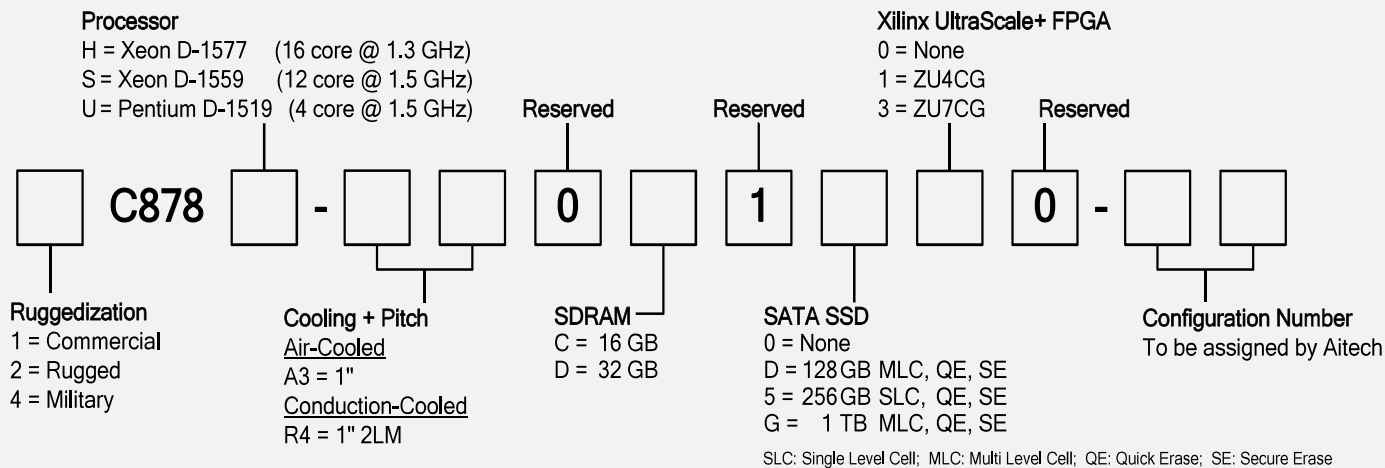 Processor
H = Xeon D-1577 (16 core @ 1.3 GHz)
S = Xeon D-1559 (12 core @ 1.5 GHz)
U = Pentium D-1519 (4 core @ 1.5 GHz)
Reserved
Reserved
Xilinx UltraScale+ FPGA
0 = None
1 = ZU4CG
3 = ZU7CG
Reserved
C878 - 0 1 0 -
Ruggedization
1 = Commercial
2 = Rugged
4 = Military
Cooling + Pitch
Air-Cooled
A3 = 1"
Conduction-Cooled
R4 = 1" 2LM
SDRAM
C = 16 GB
D = 32 GB
SATA SSD
0 = None
D = 128GB MLC, QE, SE
5 = 256GB SLC, QE, SE
G = 1 TB MLC, QE, SE
SLC: Single Level Cell; MLC: Multi Level Cell; QE: Quick Erase; SE: Secure Erase
Configuration Number
To be assigned by Aitech